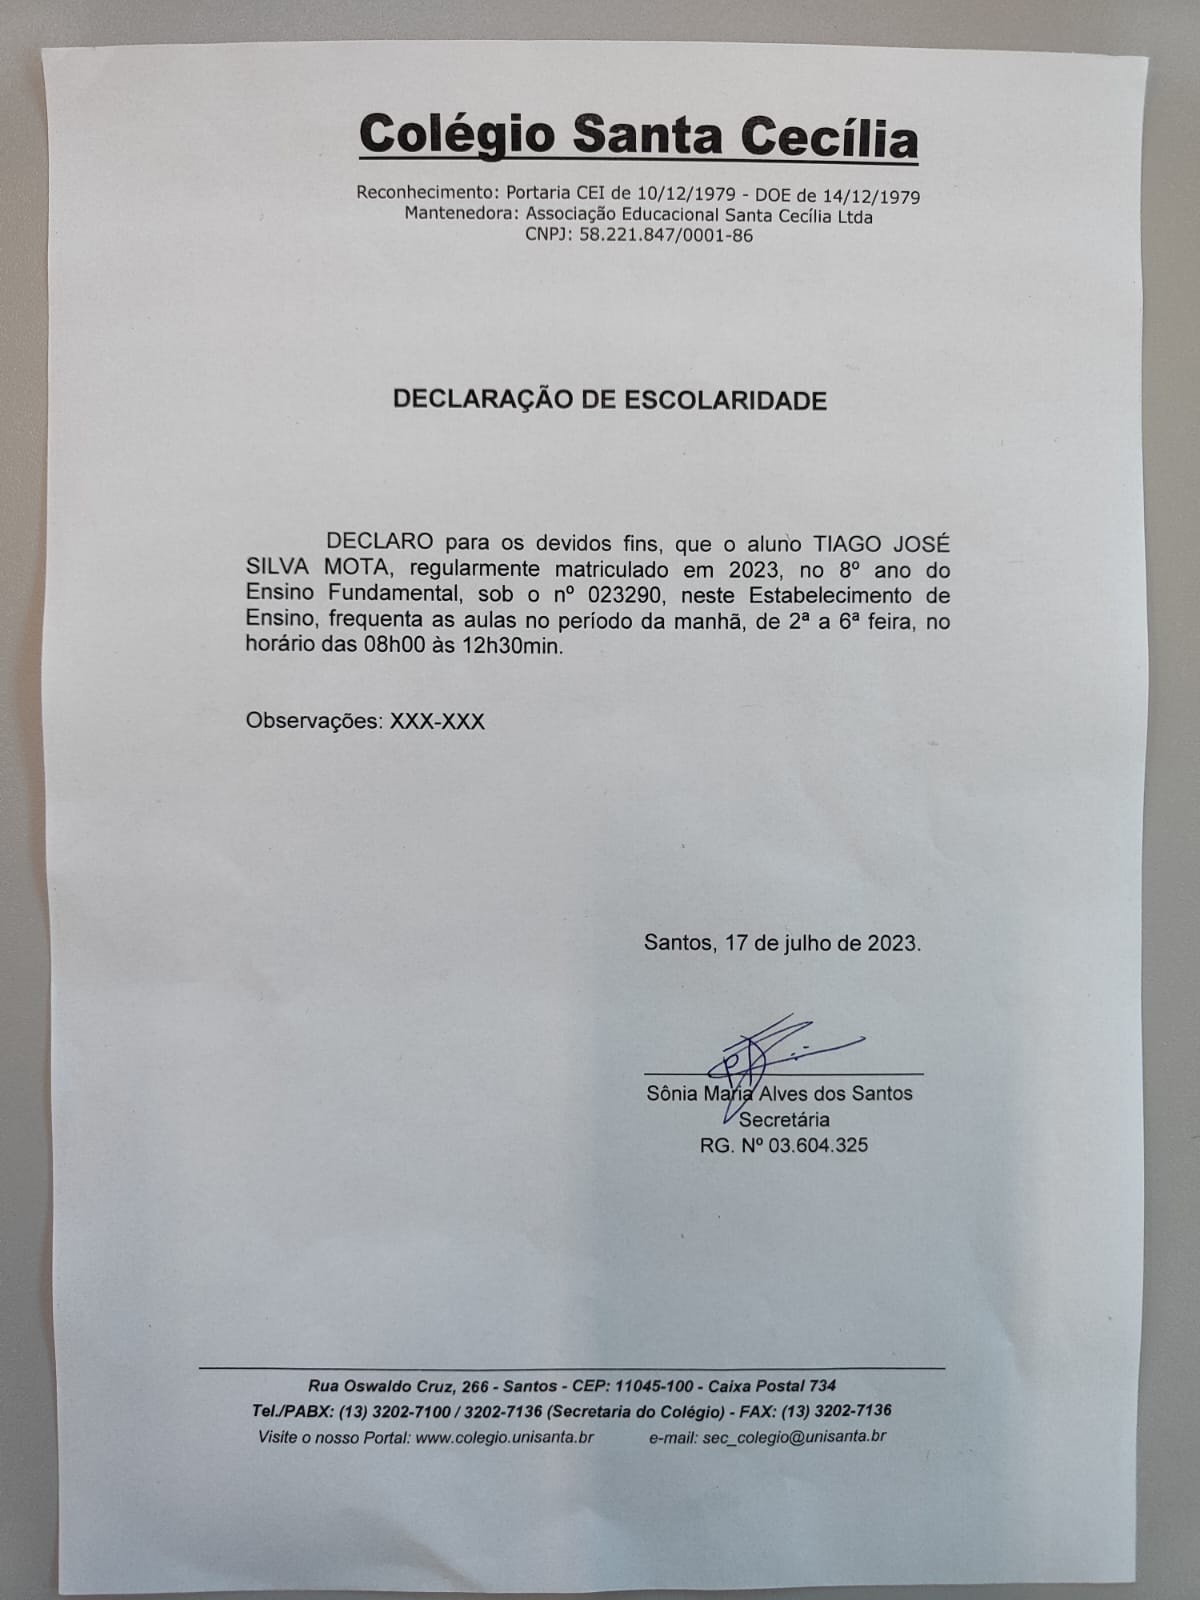 Colégio Santa Cecília
Reconhecimento: Portaria CEI de 10/12/1979 - DOE de 14/12/1979
Mantenedora: Associação Educacional Santa Cecília Ltda
CNPJ: 58.221.847/0001-86
DECLARAÇÃO DE ESCOLARIDADE
DECLARO para os devidos fins, que o aluno TIAGO JOSÉ
SILVA MOTA, regularmente matriculado em 2023, no 8º ano do
Ensino Fundamental, sob o nº 023290, neste Estabelecimento de
Ensino, frequenta as aulas no período da manhã, de 2ª a 6ª feira, no
horário das 08h00 às 12h30min.
Observações: XXX-XXX
Santos, 17 de julho de 2023.
Sônia Maria Alves dos Santos
Secretária
RG. Nº 03.604.325
Rua Oswaldo Cruz, 266 - Santos - CEP: 11045-100 - Caixa Postal 734
Tel./PABX: (13) 3202-7100 / 3202-7136 (Secretaria do Colégio) - FAX: (13) 3202-7136
Visite o nosso Portal: www.colegio.unisanta.br e-mail: sec_colegio@unisanta.br